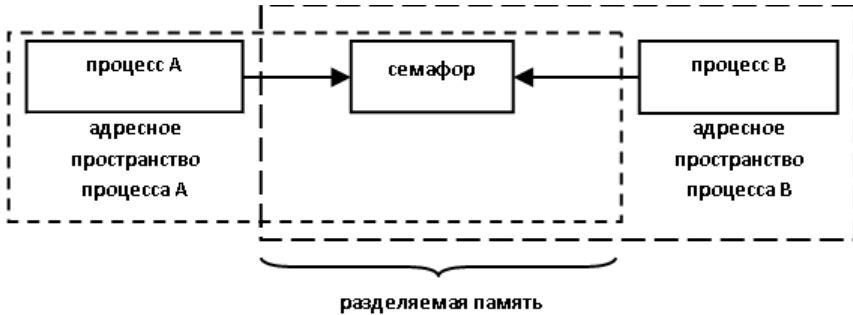 процесс А
семафор
процесс В
адресное
пространство
процесса А
адресное
пространство
процесса В
разделяемая память